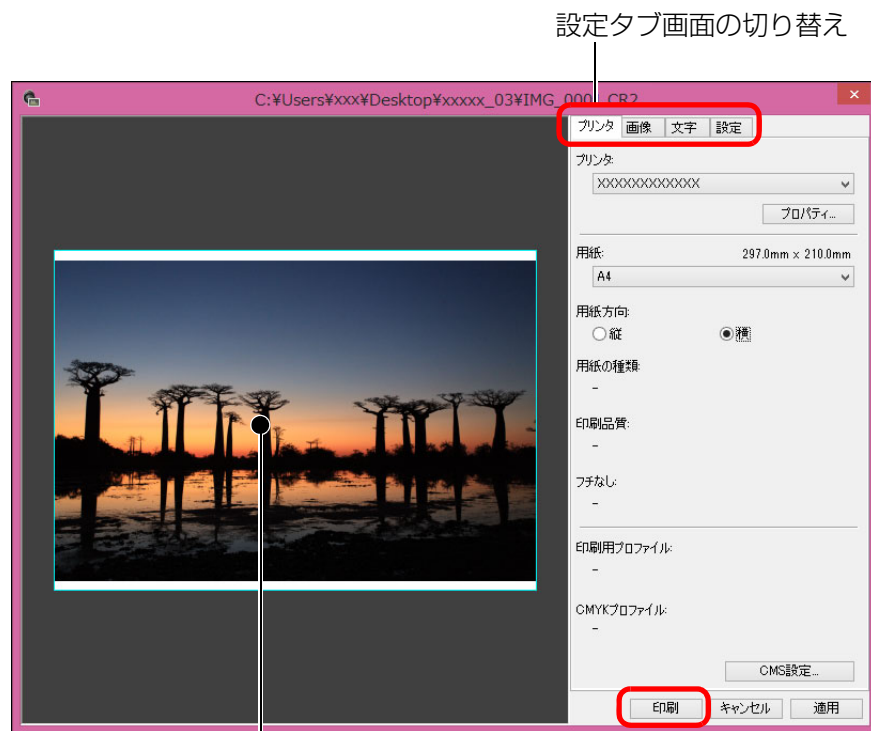 設定タブ画面の切り替え
C:¥Users¥xxx¥Desktop¥xxxxx_03¥IMG_000 .CR2
プリンタ 画像 文字 設定
プリンタ:
XXXXXXXXXXXXX
プロパティ...
用紙: 297.0mm × 210.0mm
A4
用紙方向:
縦 横
用紙の種類:
-
印刷品質:
-
フチなし:
-
印刷用プロファイル:
-
CMYKプロファイル:
-
CMS設定...
印刷 キャンセル 適用